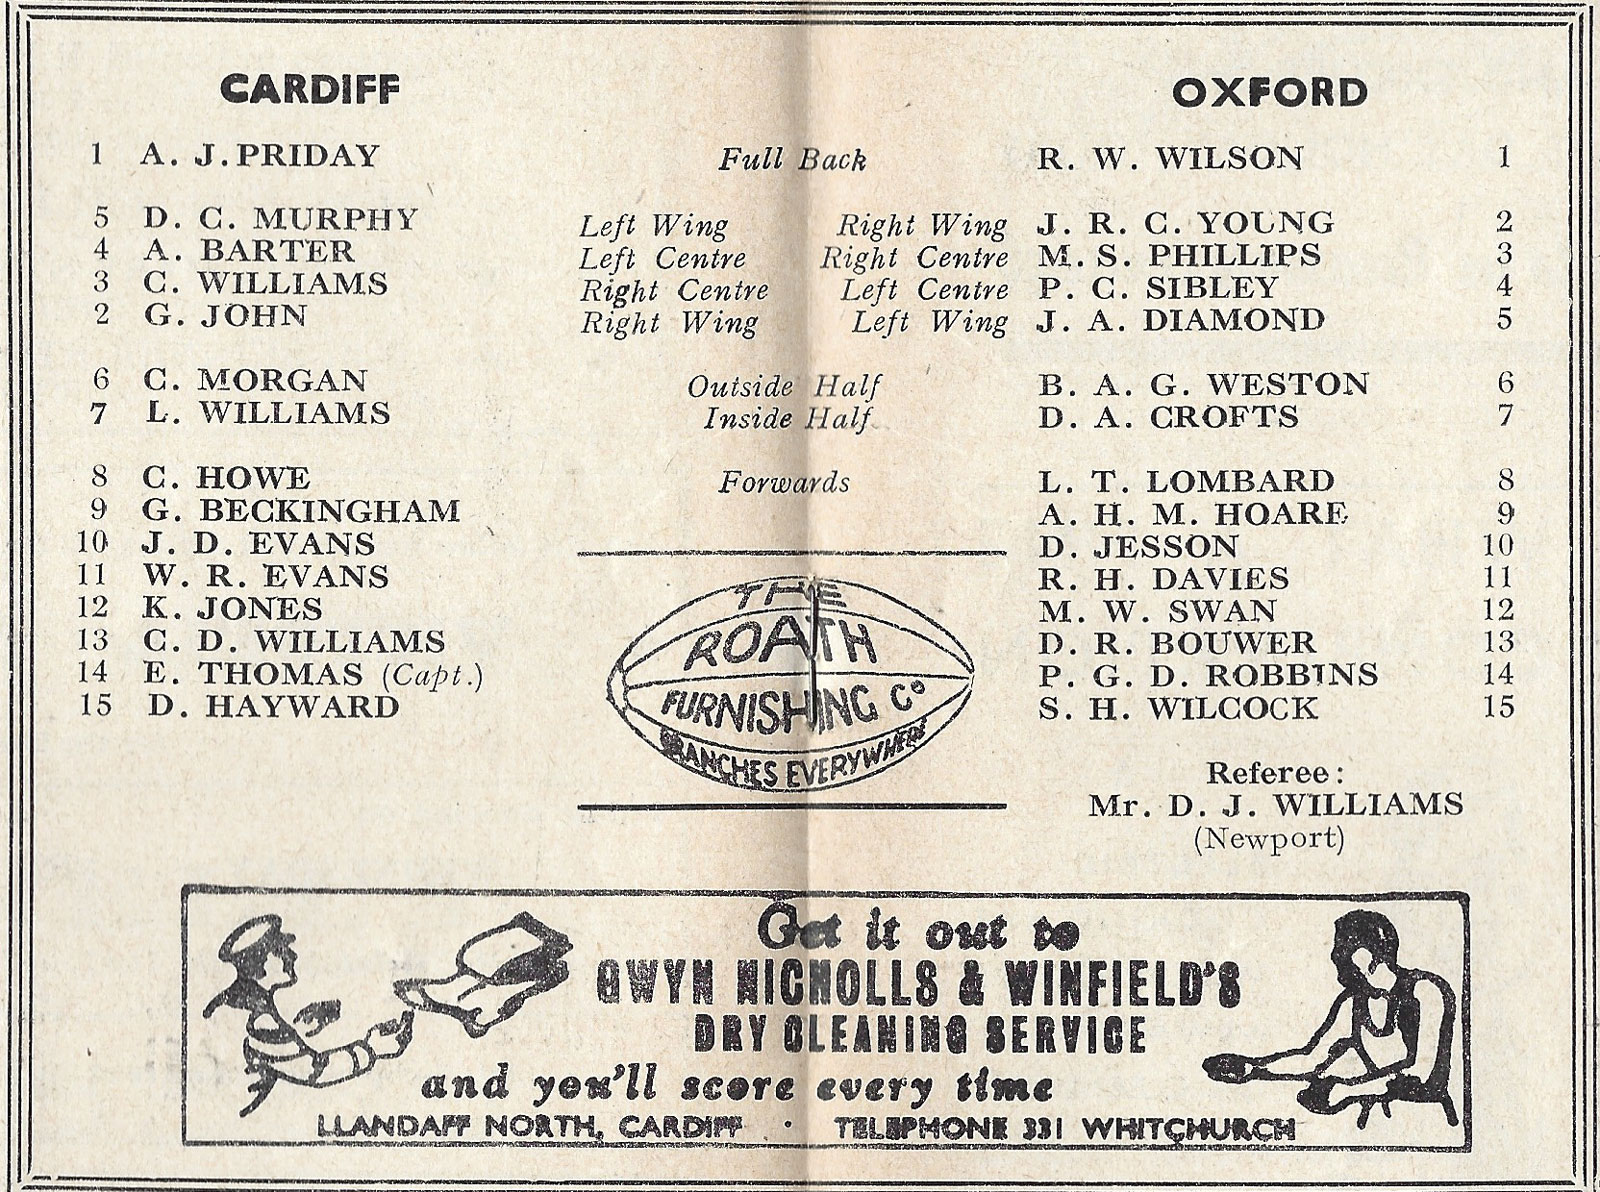 CARDIFF OXFORD
1 A. J. PRIDAY Full Back R. W. WILSON 1
5 D. C. MURPHY Left Wing Right Wing J. R. C. YOUNG 2
4 A. BARTER Left Centre Right Centre M. S. PHILLIPS 3
3 C. WILLIAMS Right Centre Left Centre P. C. SIBLEY 4
2 G. JOHN Right Wing Left Wing J. A. DIAMOND 5
6 C. MORGAN Outside Half B. A. G. WESTON 6
7 L. WILLIAMS Inside Half D. A. CROFTS 7
8 C. HOWE Forwards L. T. LOMBARD 8
9 G. BECKINGHAM A. H. M. HOARE 9
10 J. D. EVANS D. JESSON 10
11 W. R. EVANS R. H. DAVIES 11
12 K. JONES M. W. SWAN 12
13 C. D. WILLIAMS D. R. BOUWER 13
14 E. THOMAS (Capt.) P. G. D. ROBBINS 14
15 D. HAYWARD S. H. WILCOCK 15
THE
ROATH
FURNISHING Co
BRANCHES EVERYWHERE
Referee:
Mr. D. J. WILLIAMS
(Newport)
Get it out to
GWYN NICHOLLS & WINFIELD'S
DRY CLEANING SERVICE
and you'll score every time
LLANDAFF NORTH, CARDIFF · TELEPHONE 331 WHITCHURCH